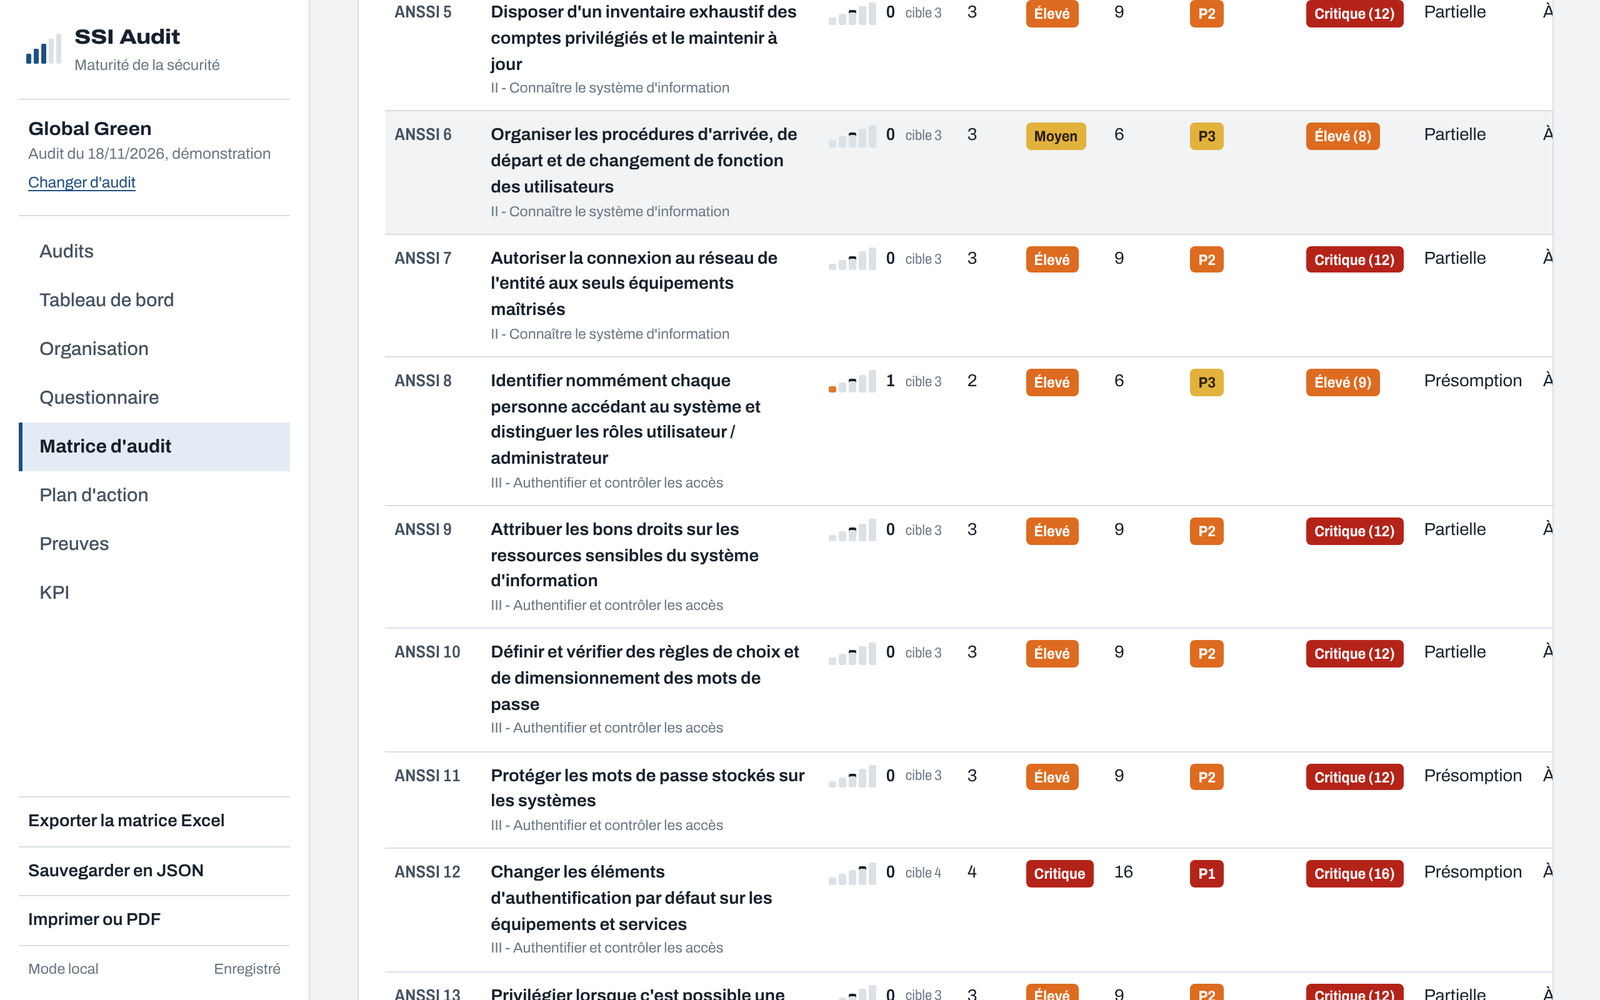 SSI Audit
Maturité de la sécurité
Global Green
Audit du 18/11/2026, démonstration
Changer d'audit
Audits
Tableau de bord
Organisation
Questionnaire
Matrice d'audit
Plan d'action
Preuves
KPI
Exporter la matrice Excel
Sauvegarder en JSON
Imprimer ou PDF
Mode local Enregistré
ANSSI 5 Disposer d'un inventaire exhaustif des 0 cible 3 3 Élevé 9 P2 Critique (12) Partielle À
comptes privilégiés et le maintenir à
jour
II - Connaître le système d'information
ANSSI 6 Organiser les procédures d'arrivée, de 0 cible 3 3 Moyen 6 P3 Élevé (8) Partielle À
départ et de changement de fonction
des utilisateurs
II - Connaître le système d'information
ANSSI 7 Autoriser la connexion au réseau de 0 cible 3 3 Élevé 9 P2 Critique (12) Partielle À
l'entité aux seuls équipements
maîtrisés
II - Connaître le système d'information
ANSSI 8 Identifier nommément chaque 1 cible 3 2 Élevé 6 P3 Élevé (9) Présomption À
personne accédant au système et
distinguer les rôles utilisateur /
administrateur
III - Authentifier et contrôler les accès
ANSSI 9 Attribuer les bons droits sur les 0 cible 3 3 Élevé 9 P2 Critique (12) Partielle À
ressources sensibles du système
d'information
III - Authentifier et contrôler les accès
ANSSI 10 Définir et vérifier des règles de choix et 0 cible 3 3 Élevé 9 P2 Critique (12) Partielle À
de dimensionnement des mots de
passe
III - Authentifier et contrôler les accès
ANSSI 11 Protéger les mots de passe stockés sur 0 cible 3 3 Élevé 9 P2 Critique (12) Présomption À
les systèmes
III - Authentifier et contrôler les accès
ANSSI 12 Changer les éléments 0 cible 4 4 Critique 16 P1 Critique (16) Présomption À
d'authentification par défaut sur les
équipements et services
III - Authentifier et contrôler les accès
ANSSI 13 Privilégier lorsque c'est possible une 0 cible 3 3 Élevé 9 P2 Critique (12) Partielle À